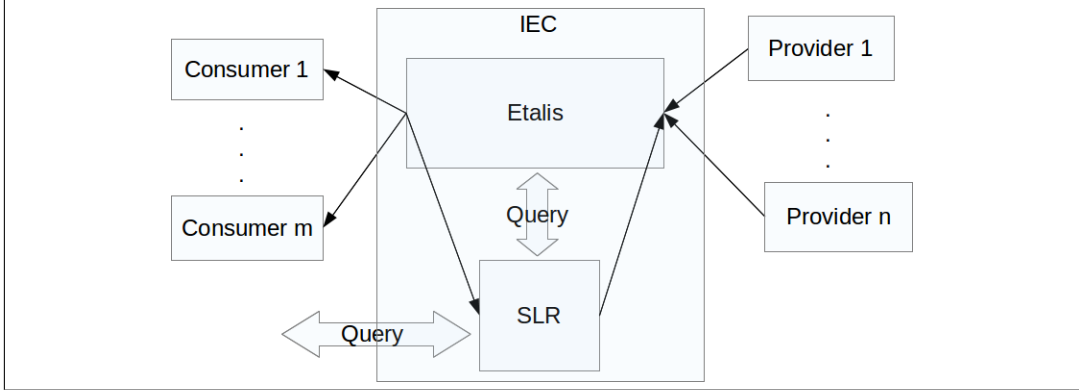 IEC
Consumer 1
Provider 1
Etalis
.
.
.
.
.
.
Consumer m
Query
Provider n
SLR
Query